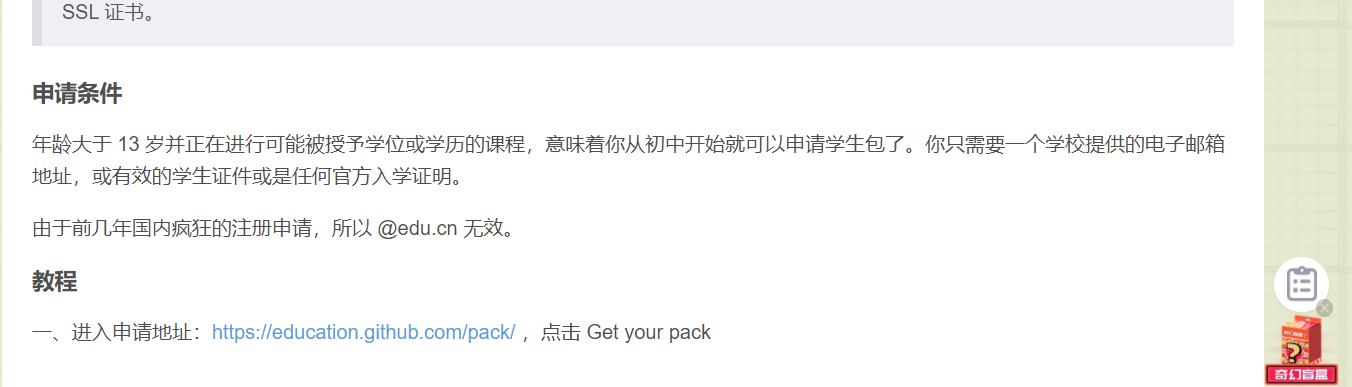 SSL 证书。
申请条件
年龄大于 13 岁并正在进行可能被授予学位或学历的课程，意味着你从初中开始就可以申请学生包了。你只需要一个学校提供的电子邮箱
地址，或有效的学生证件或是任何官方入学证明。
由于前几年国内疯狂的注册申请，所以 @edu.cn 无效。
教程
一、进入申请地址：https://education.github.com/pack/ ，点击 Get your pack
?
奇幻盲盒